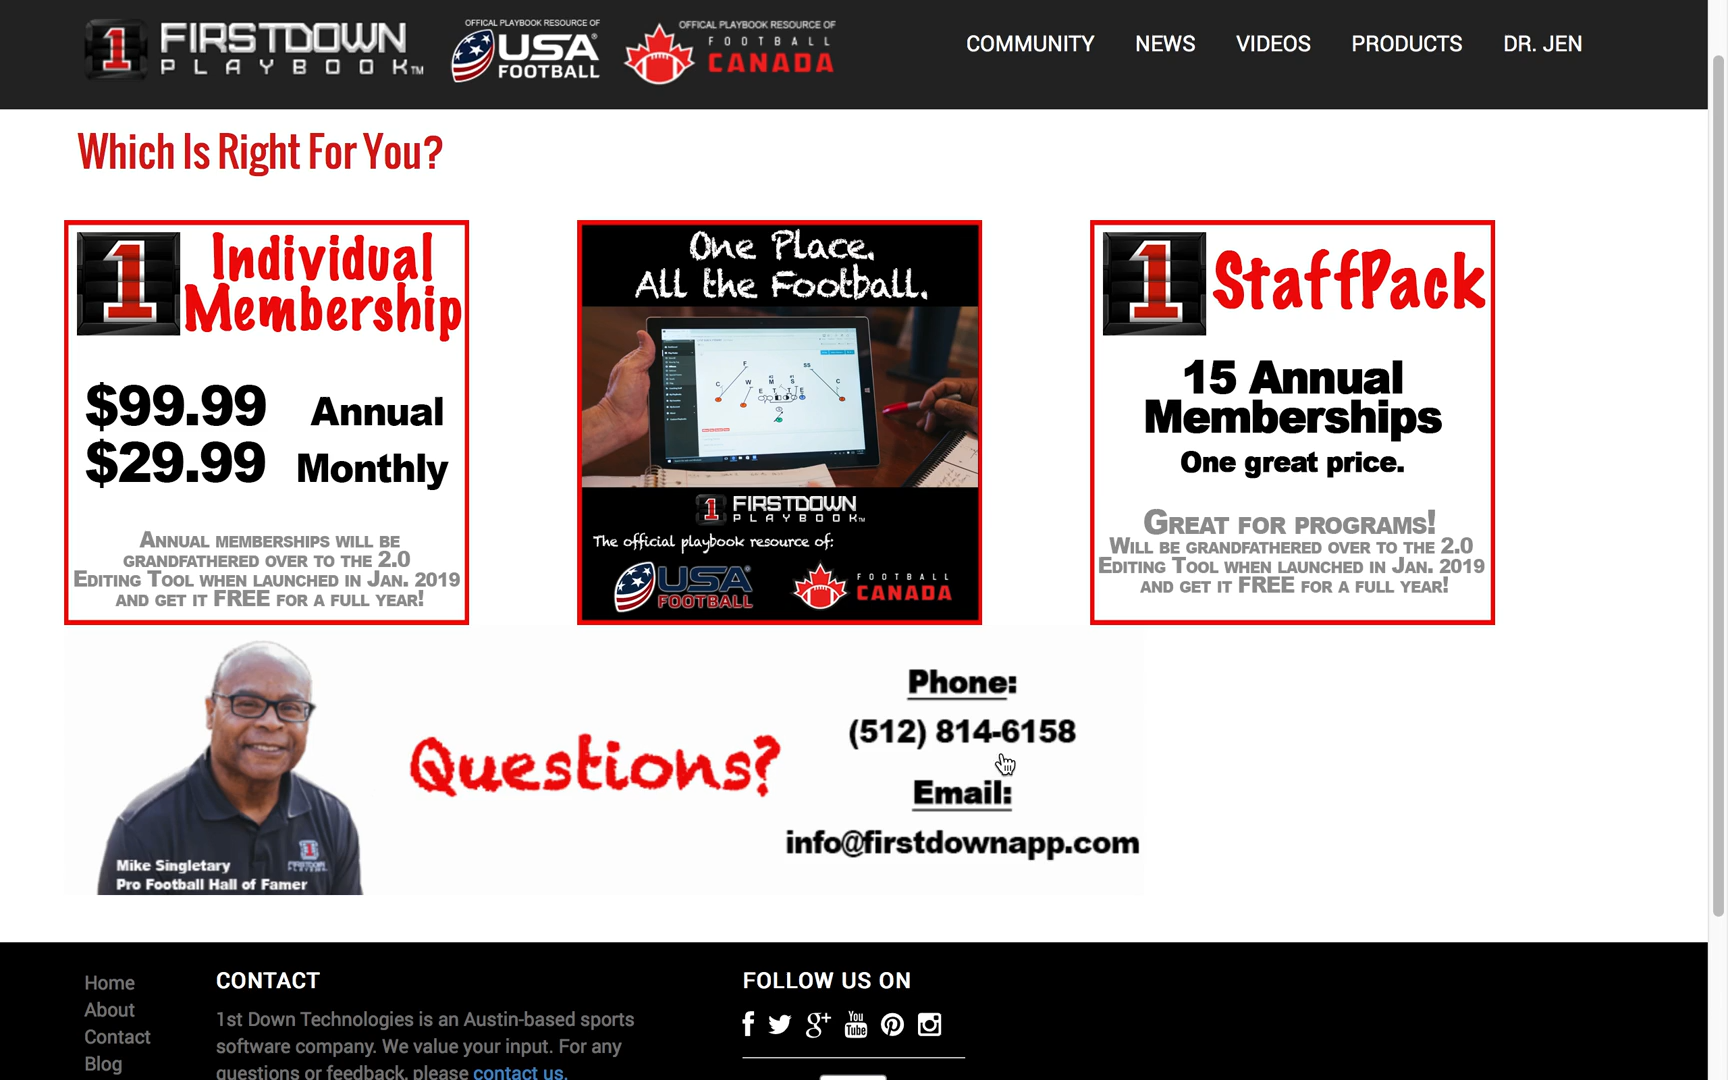 1 FIRSTDOWN
PLAYBOOK™
OFFICIAL PLAYBOOK RESOURCE OF
USA®
FOOTBALL
OFFICIAL PLAYBOOK RESOURCE OF
FOOTBALL
CANADA
COMMUNITY
NEWS
VIDEOS
PRODUCTS
DR. JEN
Which Is Right For You?
1 Individual
Membership
$99.99 Annual
$29.99 Monthly
ANNUAL MEMBERSHIPS WILL BE
GRANDFATHERED OVER TO THE 2.0
EDITING TOOL WHEN LAUNCHED IN JAN. 2019
AND GET IT FREE FOR A FULL YEAR!
One Place.
All the Football.
1 FIRSTDOWN
PLAYBOOK™
The official playbook resource of:
USA®
FOOTBALL
FOOTBALL
CANADA
1 StaffPack
15 Annual
Memberships
One great price.
GREAT FOR PROGRAMS!
WILL BE GRANDFATHERED OVER TO THE 2.0
EDITING TOOL WHEN LAUNCHED IN JAN. 2019
AND GET IT FREE FOR A FULL YEAR!
Mike Singletary
Pro Football Hall of Famer
Questions?
Phone:
(512) 814-6158
Email:
info@firstdownapp.com
Home
About
Contact
Blog
CONTACT
1st Down Technologies is an Austin-based sports
software company. We value your input. For any
questions or feedback, please contact us.
FOLLOW US ON